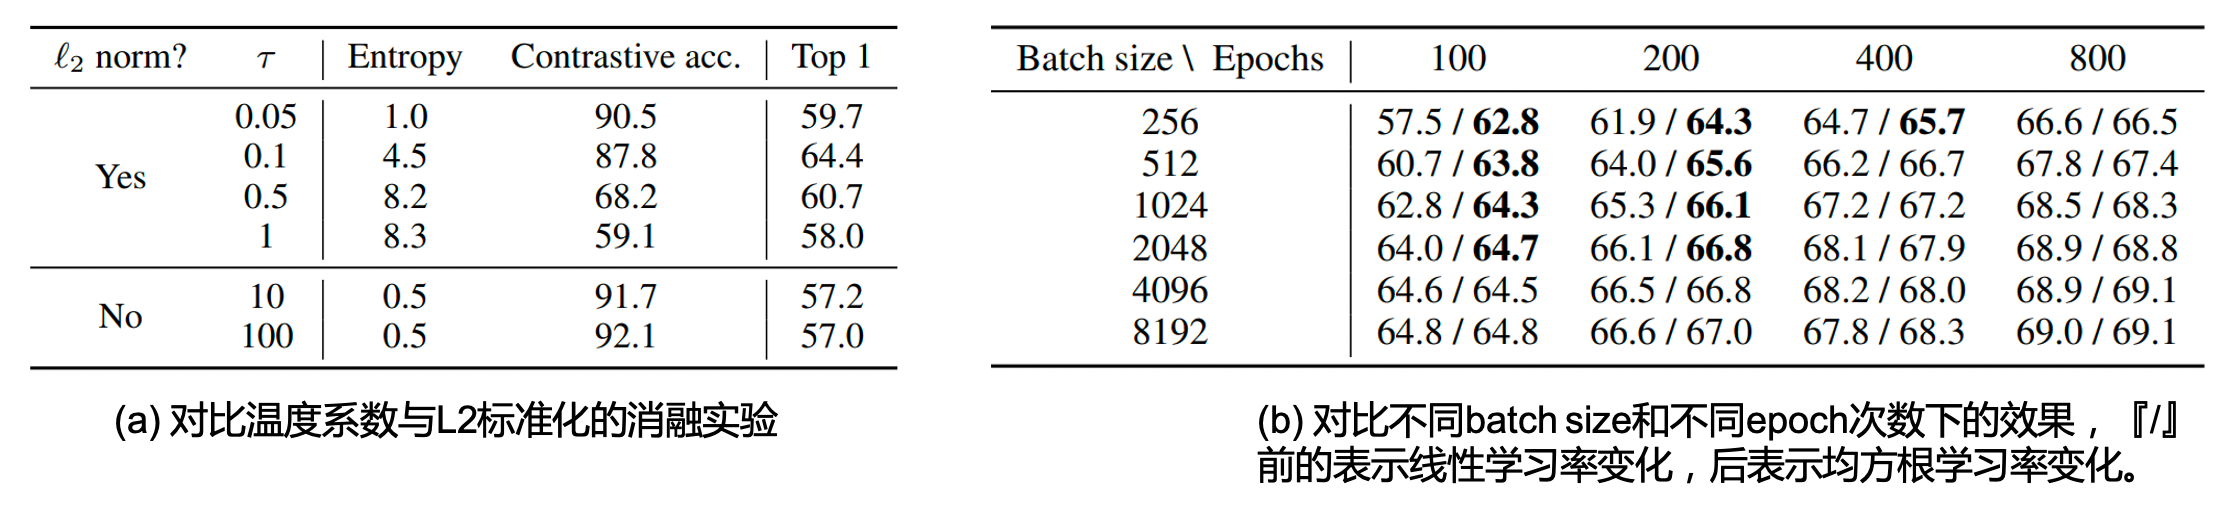 ℓ₂ norm? τ Entropy Contrastive acc. Top 1
0.05 1.0 90.5 59.7
0.1 4.5 87.8 64.4
Yes
0.5 8.2 68.2 60.7
1 8.3 59.1 58.0
10 0.5 91.7 57.2
No
100 0.5 92.1 57.0
(a) 对比温度系数与L2标准化的消融实验
Batch size \ Epochs 100 200 400 800
256 57.5 / 62.8 61.9 / 64.3 64.7 / 65.7 66.6 / 66.5
512 60.7 / 63.8 64.0 / 65.6 66.2 / 66.7 67.8 / 67.4
1024 62.8 / 64.3 65.3 / 66.1 67.2 / 67.2 68.5 / 68.3
2048 64.0 / 64.7 66.1 / 66.8 68.1 / 67.9 68.9 / 68.8
4096 64.6 / 64.5 66.5 / 66.8 68.2 / 68.0 68.9 / 69.1
8192 64.8 / 64.8 66.6 / 67.0 67.8 / 68.3 69.0 / 69.1
(b) 对比不同batch size和不同epoch次数下的效果，『/』
前的表示线性学习率变化，后表示均方根学习率变化。